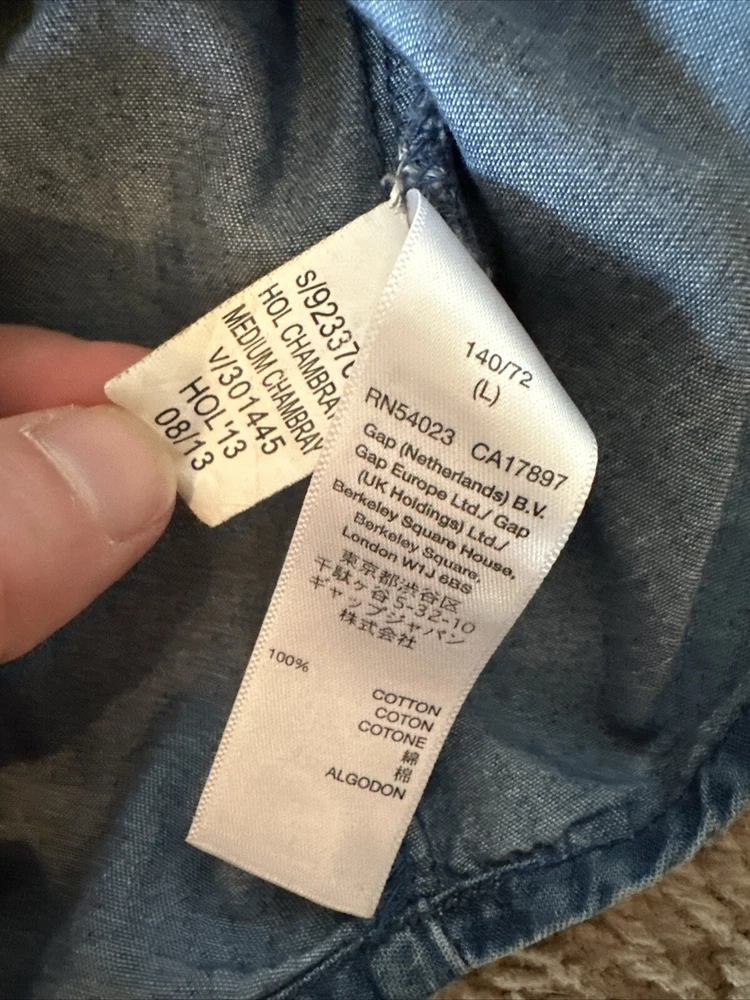 S/92337
HOL CHAMBRA
MEDIUM CHAMBRAY
V/301445
HOL'13
08/13
140/72
(L)
RN54023 CA17897
Gap (Netherlands) B.V.
Gap Europe Ltd./ Gap
(UK Holdings) Ltd./
Berkeley Square House,
Berkeley Square,
London W1J 6BS
東京都渋谷区
千駄ヶ谷5-32-10
ギャップジャパン
株式会社
100%
COTTON
COTON
COTONE
綿
棉
ALGODON